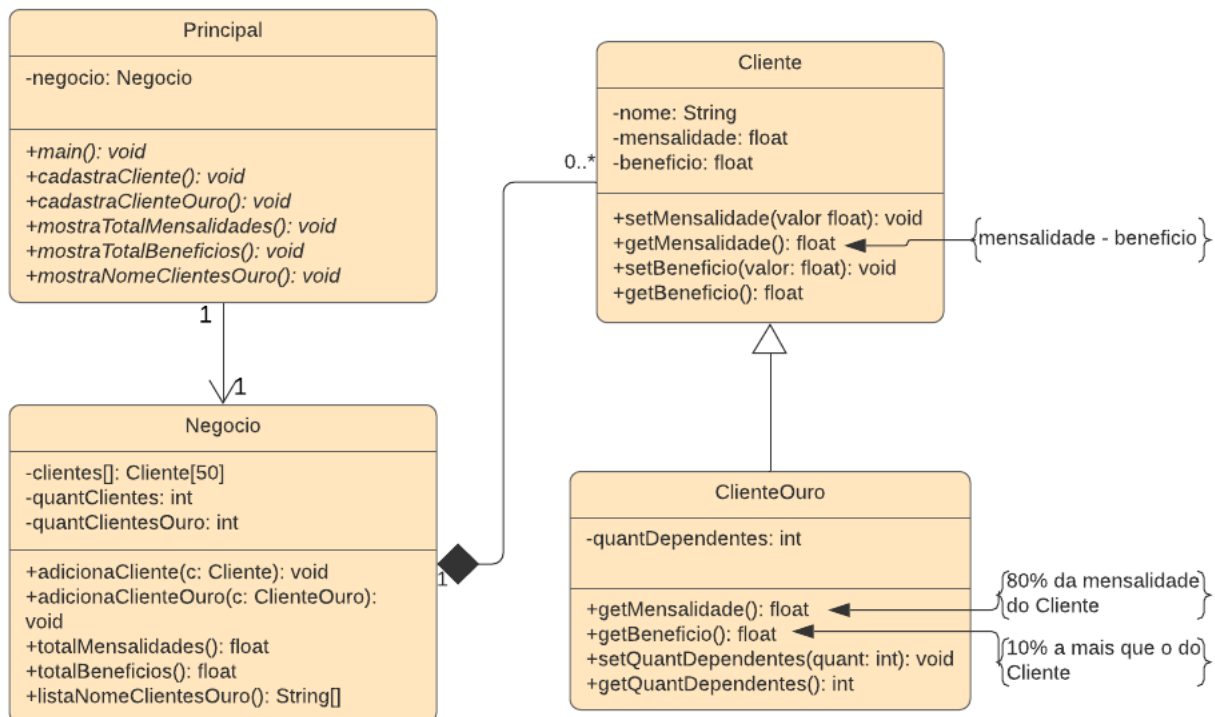 Principal
-negocio: Negocio
+main(): void
+cadastraCliente(): void
+cadastraClienteOuro(): void
+mostraTotalMensalidades(): void
+mostraTotalBeneficios(): void
+mostraNomeClientesOuro(): void
1
1
Negocio
-clientes[]: Cliente[50]
-quantClientes: int
-quantClientesOuro: int
+adicionaCliente(c: Cliente): void
+adicionaClienteOuro(c: ClienteOuro):
void
+totalMensalidades(): float
+totalBeneficios(): float
+listaNomeClientesOuro(): String[]
1
0..*
Cliente
-nome: String
-mensalidade: float
-beneficio: float
+setMensalidade(valor float): void
+getMensalidade(): float
+setBeneficio(valor: float): void
+getBeneficio(): float
{mensalidade - beneficio}
ClienteOuro
-quantDependentes: int
+getMensalidade(): float
+getBeneficio(): float
+setQuantDependentes(quant: int): void
+getQuantDependentes(): int
{80% da mensalidade
do Cliente}
{10% a mais que o do
Cliente}